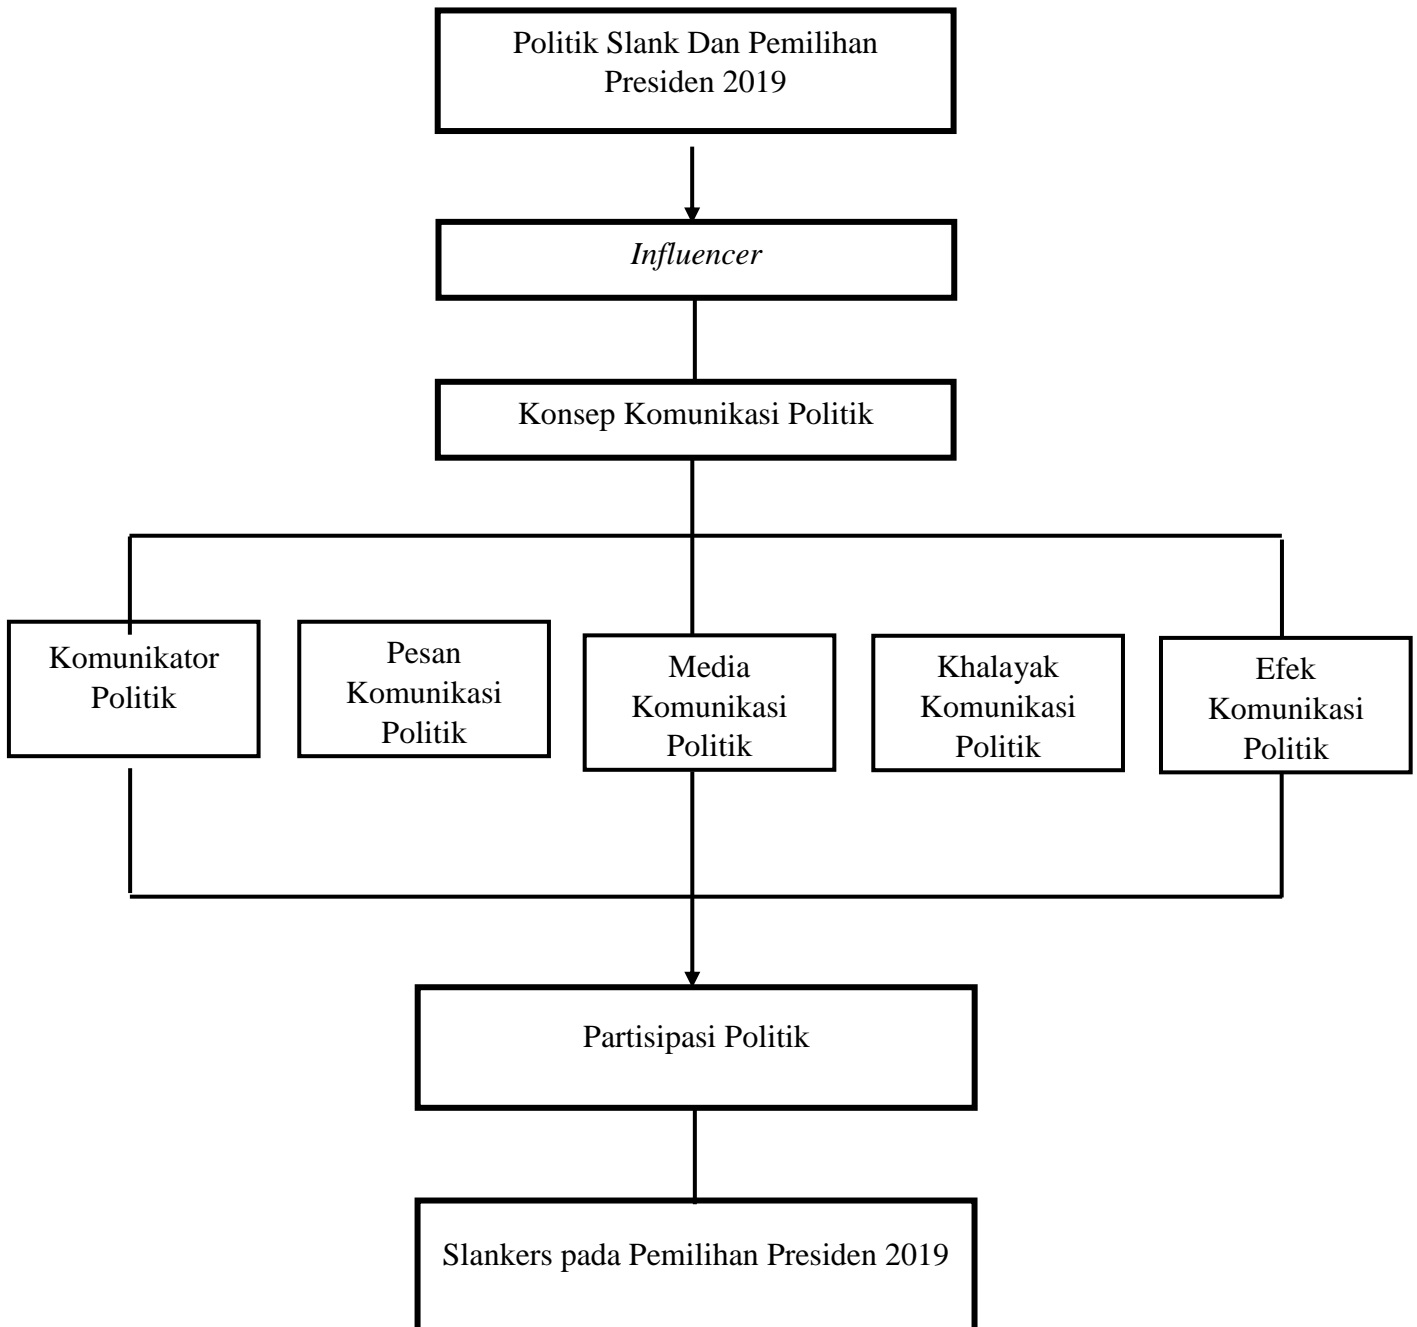 Politik Slank Dan Pemilihan
Presiden 2019
Influencer
Konsep Komunikasi Politik
Komunikator
Politik
Pesan
Komunikasi
Politik
Media
Komunikasi
Politik
Khalayak
Komunikasi
Politik
Efek
Komunikasi
Politik
Partisipasi Politik
Slankers pada Pemilihan Presiden 2019